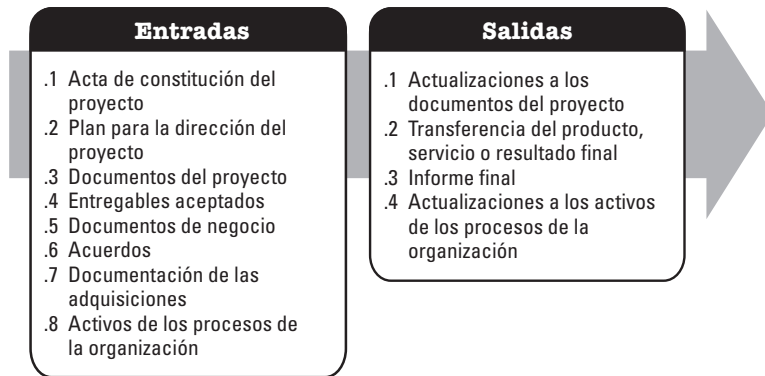 Entradas
.1 Acta de constitución del
proyecto
.2 Plan para la dirección del
proyecto
.3 Documentos del proyecto
.4 Entregables aceptados
.5 Documentos de negocio
.6 Acuerdos
.7 Documentación de las
adquisiciones
.8 Activos de los procesos de
la organización
Salidas
.1 Actualizaciones a los
documentos del proyecto
.2 Transferencia del producto,
servicio o resultado final
.3 Informe final
.4 Actualizaciones a los activos
de los procesos de la
organización